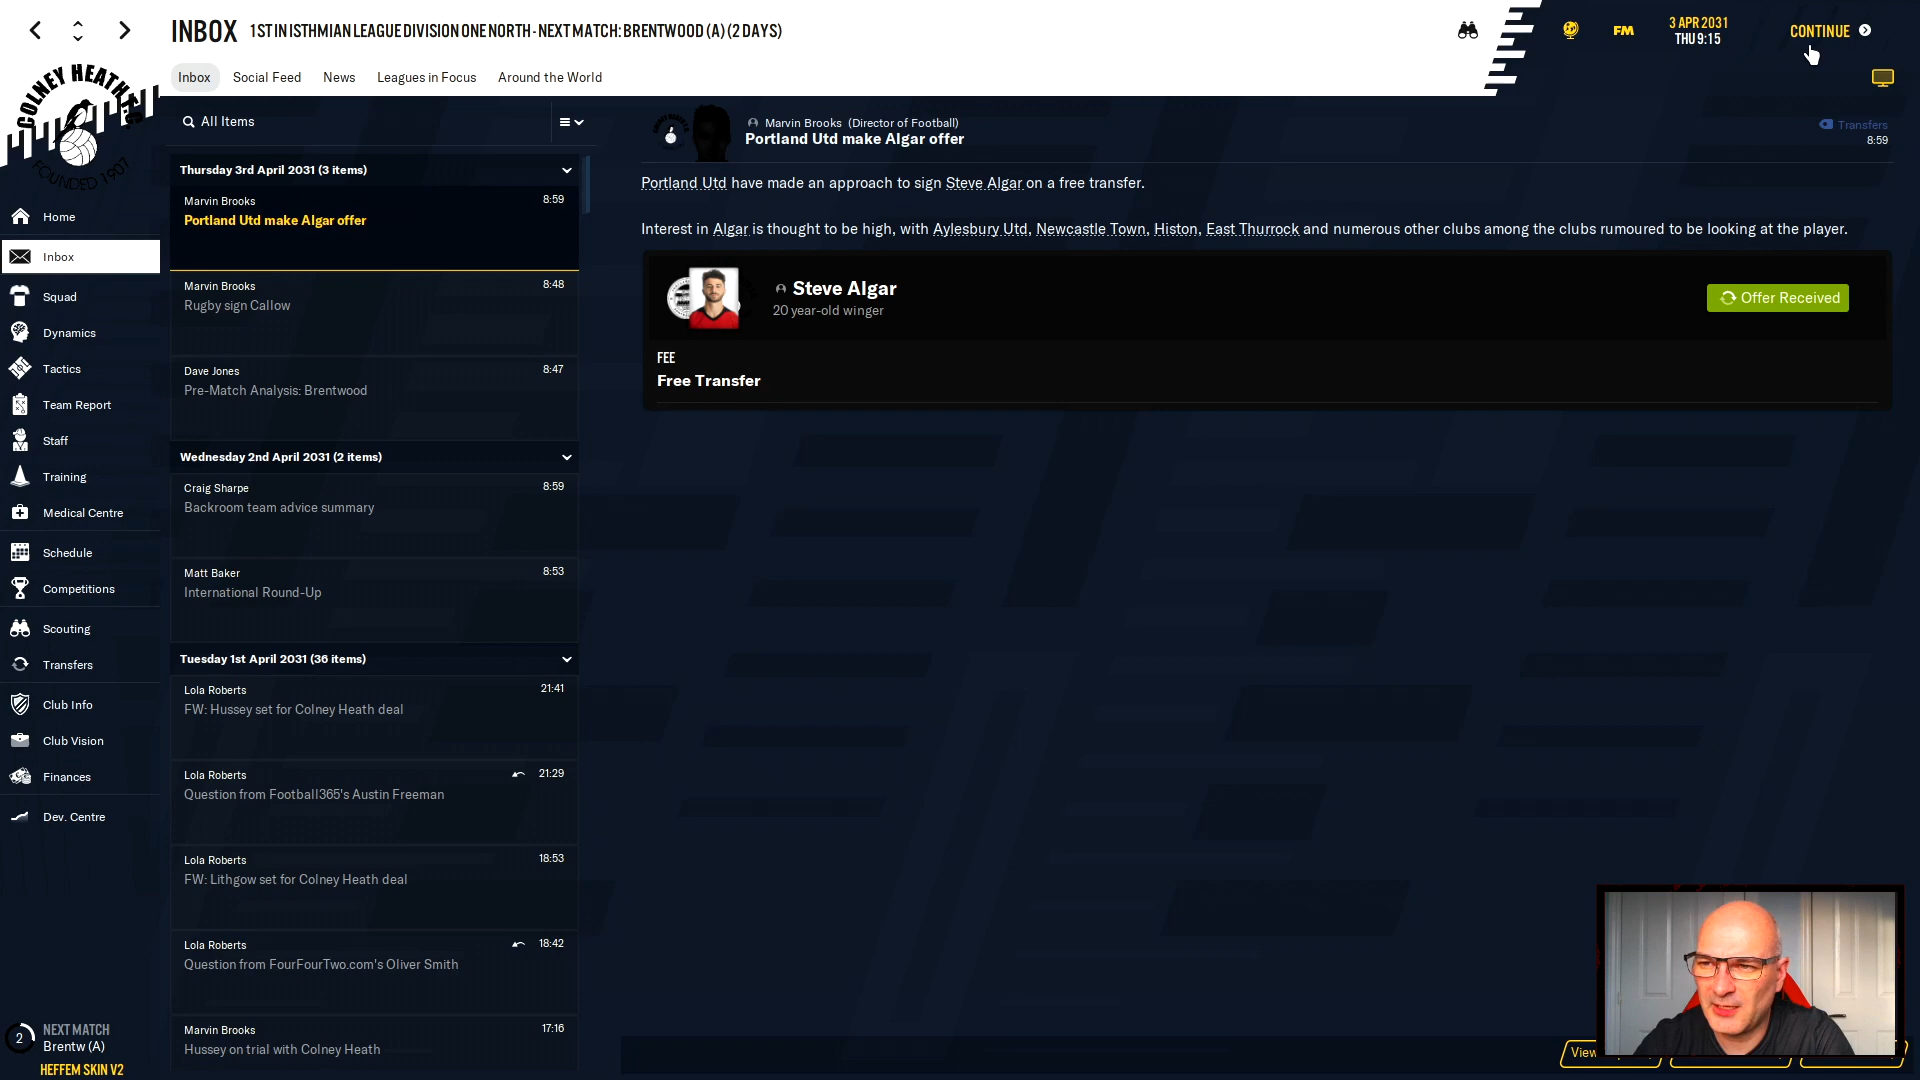 INBOX
1ST IN ISTHMIAN LEAGUE DIVISION ONE NORTH - NEXT MATCH: BRENTWOOD (A) (2 DAYS)
FM
3 APR 2031
THU 9:15
CONTINUE
Inbox
Social Feed
News
Leagues in Focus
Around the World
COLNEY HEATH
FOUNDED 1907
Home
Inbox
Squad
Dynamics
Tactics
Team Report
Staff
Training
Medical Centre
Schedule
Competitions
Scouting
Transfers
Club Info
Club Vision
Finances
Dev. Centre
2
NEXT MATCH
Brentw (A)
HEFFEM SKIN V2
All Items
Thursday 3rd April 2031 (3 items)
Marvin Brooks 8:59
Portland Utd make Algar offer
Marvin Brooks 8:48
Rugby sign Callow
Dave Jones 8:47
Pre-Match Analysis: Brentwood
Wednesday 2nd April 2031 (2 items)
Craig Sharpe 8:59
Backroom team advice summary
Matt Baker 8:53
International Round-Up
Tuesday 1st April 2031 (36 items)
Lola Roberts 21:41
FW: Hussey set for Colney Heath deal
Lola Roberts 21:29
Question from Football365's Austin Freeman
Lola Roberts 18:53
FW: Lithgow set for Colney Heath deal
Lola Roberts 18:42
Question from FourFourTwo.com's Oliver Smith
Marvin Brooks 17:16
Hussey on trial with Colney Heath
Marvin Brooks (Director of Football)
Portland Utd make Algar offer
Transfers
8:59
Portland Utd have made an approach to sign Steve Algar on a free transfer.
Interest in Algar is thought to be high, with Aylesbury Utd, Newcastle Town, Histon, East Thurrock and numerous other clubs among the clubs rumoured to be looking at the player.
Steve Algar
20 year-old winger
Offer Received
FEE
Free Transfer
View